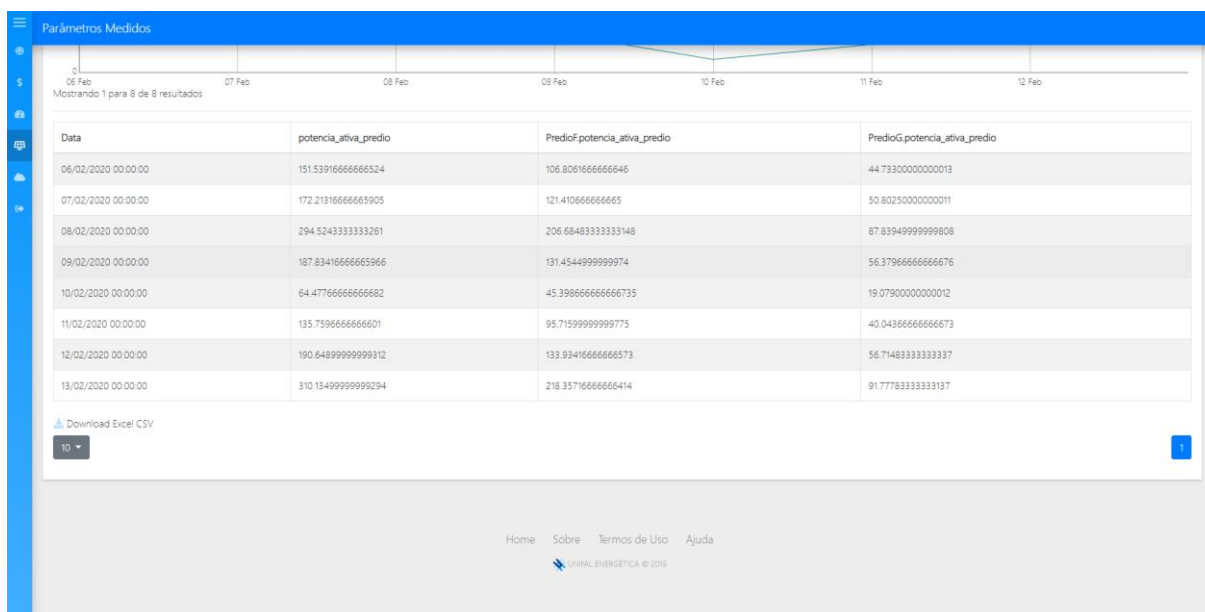 Parâmetros Medidos
0
06 Feb 07 Feb 08 Feb 09 Feb 10 Feb 11 Feb 12 Feb
Mostrando 1 para 8 de 8 resultados
Data potencia_ativa_predio PredioF.potencia_ativa_predio PredioG.potencia_ativa_predio
06/02/2020 00:00:00 151.53916666666524 106.8061666666646 44.73300000000013
07/02/2020 00:00:00 172.21316666665905 121.410666666665 50.80250000000011
08/02/2020 00:00:00 294.5243333333261 206.68483333333148 87.83949999999808
09/02/2020 00:00:00 187.83416666665966 131.4544999999974 56.37966666666676
10/02/2020 00:00:00 64.47766666666682 45.398666666666735 19.07900000000012
11/02/2020 00:00:00 135.7596666666601 95.71599999999775 40.04366666666673
12/02/2020 00:00:00 190.64899999999312 133.93416666666573 56.71483333333337
13/02/2020 00:00:00 310.13499999999294 218.35716666666414 91.77783333333137
Download Excel CSV
10
1
Home Sobre Termos de Uso Ajuda
UNIFAL ENERGÉTICA © 2019